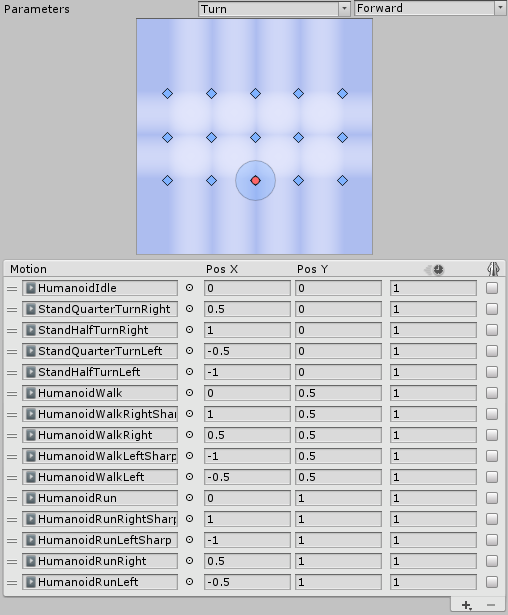 Parameters Turn Forward
Motion Pos X Pos Y
HumanoidIdle 0 0 1
StandQuarterTurnRight 0.5 0 1
StandHalfTurnRight 1 0 1
StandQuarterTurnLeft -0.5 0 1
StandHalfTurnLeft -1 0 1
HumanoidWalk 0 0.5 1
HumanoidWalkRightShar 1 0.5 1
HumanoidWalkRight 0.5 0.5 1
HumanoidWalkLeftSharp -1 0.5 1
HumanoidWalkLeft -0.5 0.5 1
HumanoidRun 0 1 1
HumanoidRunRightSharp 1 1 1
HumanoidRunLeftSharp -1 1 1
HumanoidRunRight 0.5 1 1
HumanoidRunLeft -0.5 1 1